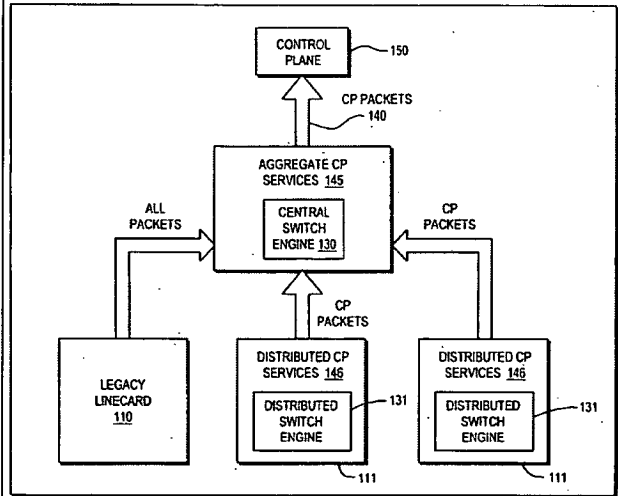 CONTROL
PLANE
150
CP PACKETS
140
AGGREGATE CP
SERVICES 145
CENTRAL
SWITCH
ENGINE 130
ALL
PACKETS
CP
PACKETS
CP
PACKETS
LEGACY
LINECARD
110
DISTRIBUTED CP
SERVICES 146
DISTRIBUTED
SWITCH
ENGINE
131
111
DISTRIBUTED CP
SERVICES 146
DISTRIBUTED
SWITCH
ENGINE
131
111